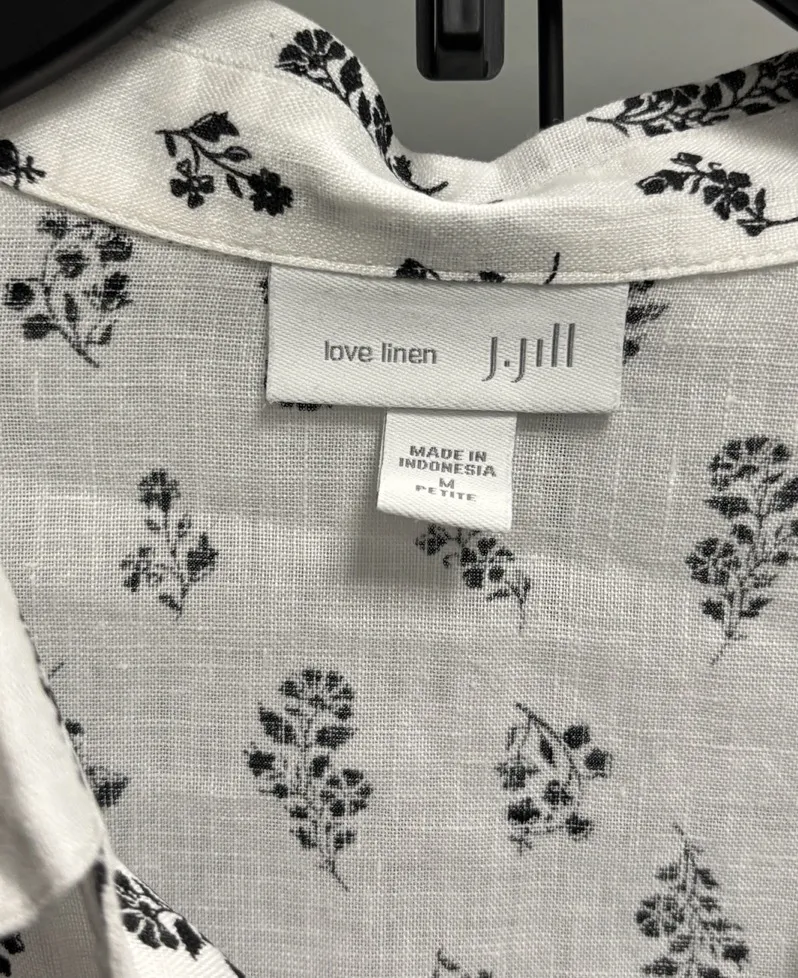 love linen J.Jill
MADE IN
INDONESIA
M
PETITE